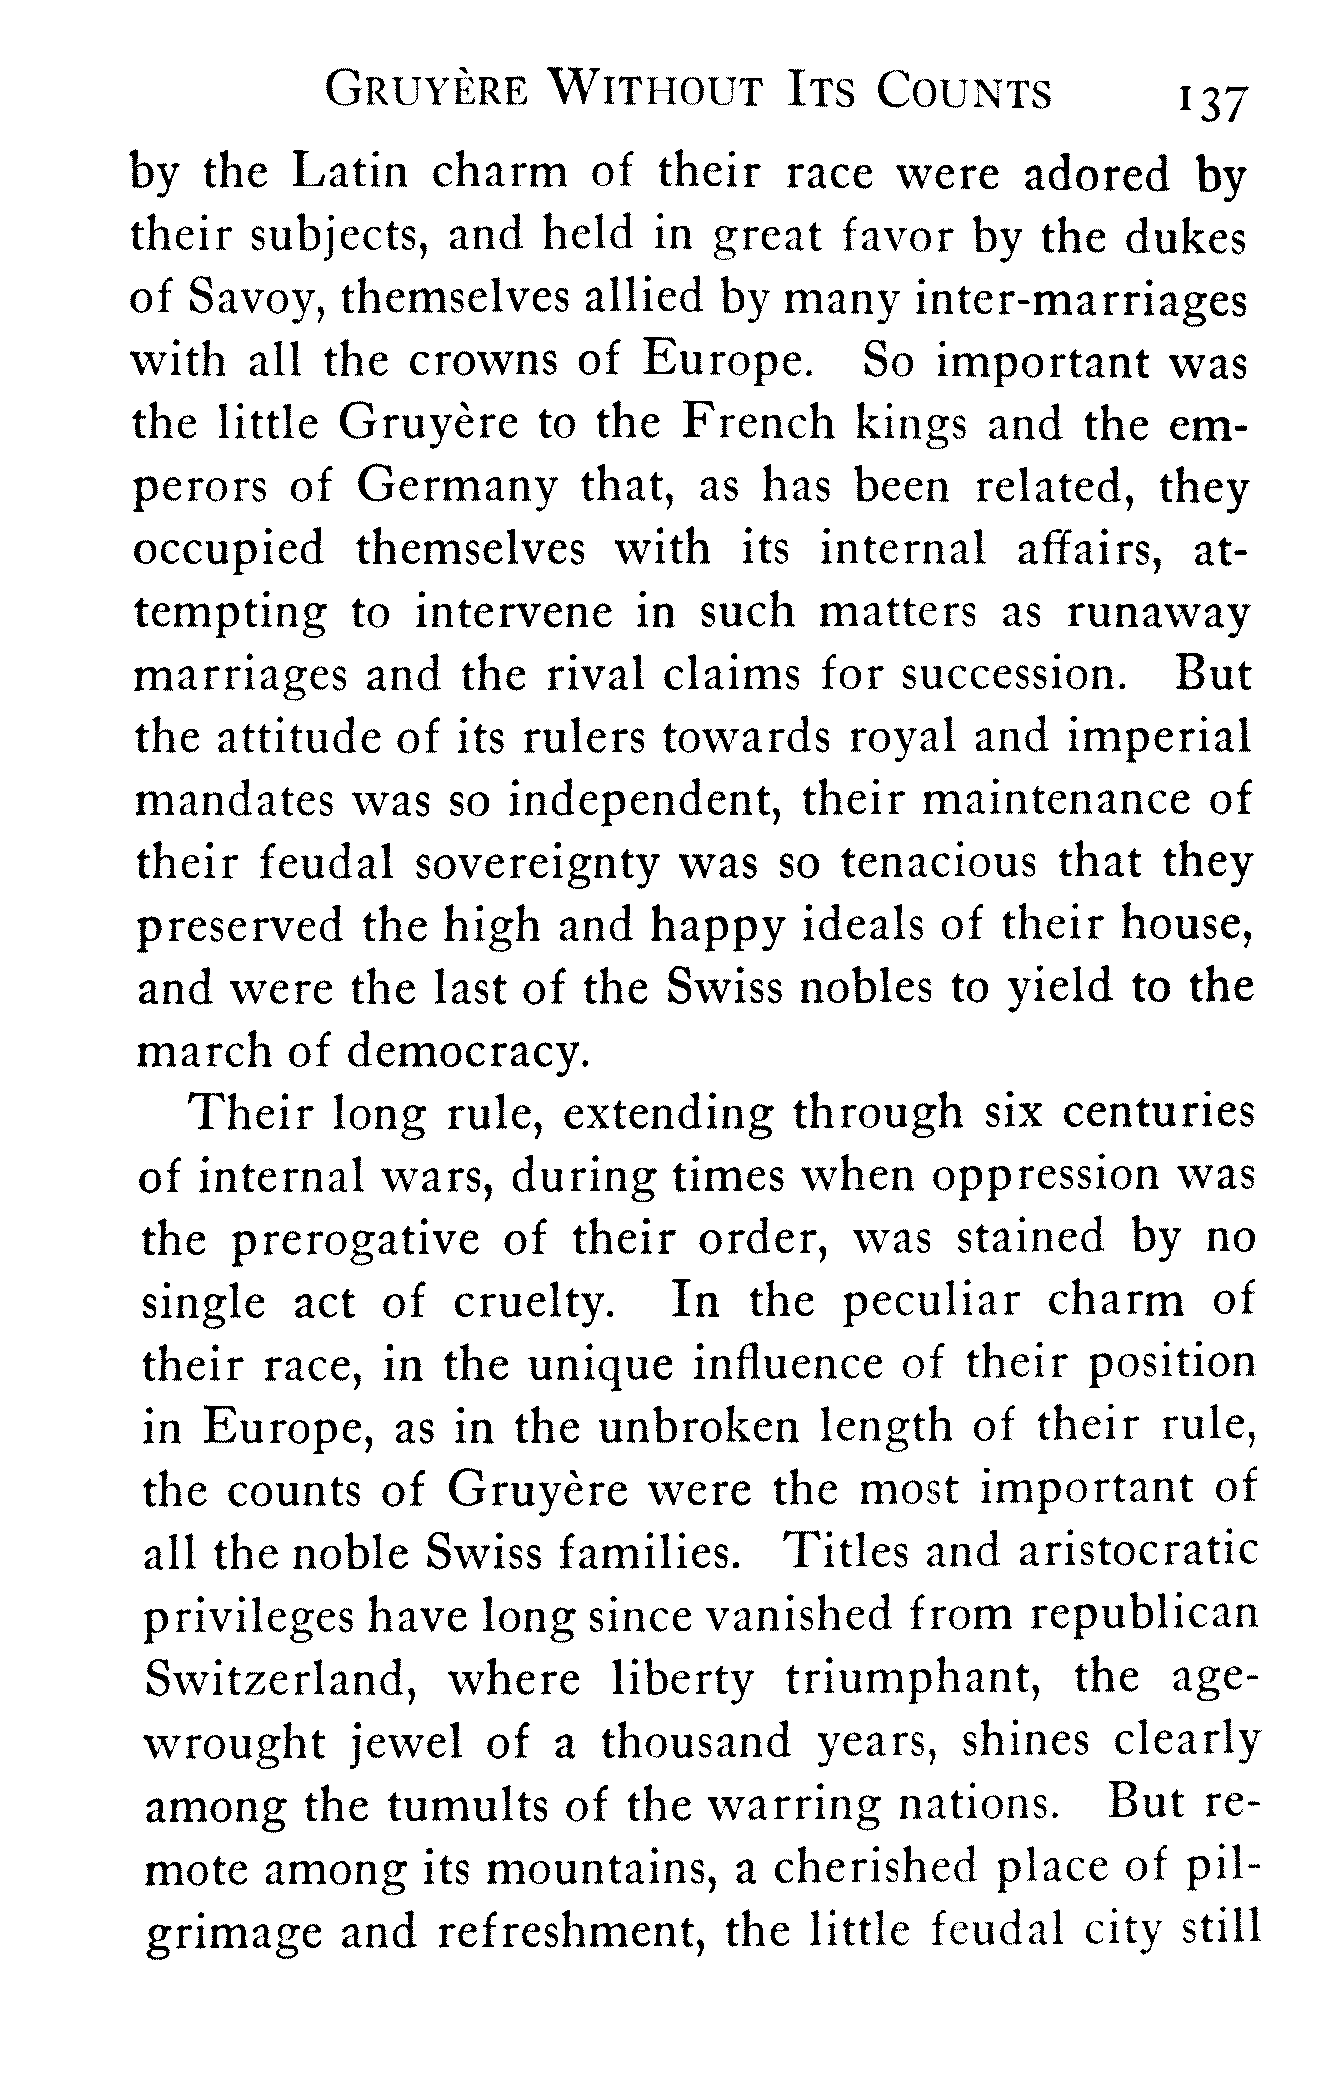 Gruyère Without Its Counts 137
by the Latin charm of their race were adored by
their subjects, and held in great favor by the dukes
of Savoy, themselves allied by many inter-marriages
with all the crowns of Europe. So important was
the little Gruyère to the French kings and the em-
perors of Germany that, as has been related, they
occupied themselves with its internal affairs, at-
tempting to intervene in such matters as runaway
marriages and the rival claims for succession. But
the attitude of its rulers towards royal and imperial
mandates was so independent, their maintenance of
their feudal sovereignty was so tenacious that they
preserved the high and happy ideals of their house,
and were the last of the Swiss nobles to yield to the
march of democracy.
Their long rule, extending through six centuries
of internal wars, during times when oppression was
the prerogative of their order, was stained by no
single act of cruelty. In the peculiar charm of
their race, in the unique influence of their position
in Europe, as in the unbroken length of their rule,
the counts of Gruyère were the most important of
all the noble Swiss families. Titles and aristocratic
privileges have long since vanished from republican
Switzerland, where liberty triumphant, the age-
wrought jewel of a thousand years, shines clearly
among the tumults of the warring nations. But re-
mote among its mountains, a cherished place of pil-
grimage and refreshment, the little feudal city still